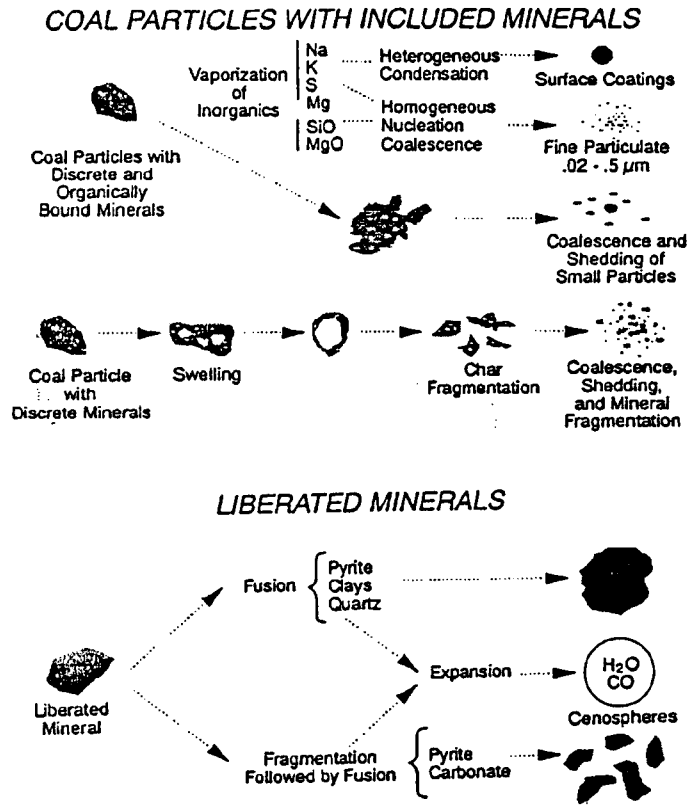 COAL PARTICLES WITH INCLUDED MINERALS
Vaporization
of
Inorganics
Na
K
S
Mg
SiO
MgO
Heterogeneous
Condensation
Homogeneous
Nucleation
Coalescence
Surface Coatings
Fine Particulate
.02 - .5 µm
Coal Particles with
Discrete and
Organically
Bound Minerals
Coalescence and
Shedding of
Small Particles
Coal Particle
with
Discrete Minerals
Swelling
Char
Fragmentation
Coalescence,
Shedding,
and Mineral
Fragmentation
LIBERATED MINERALS
Liberated
Mineral
Fusion
Pyrite
Clays
Quartz
Expansion
H₂O
CO
Cenospheres
Fragmentation
Followed by Fusion
Pyrite
Carbonate